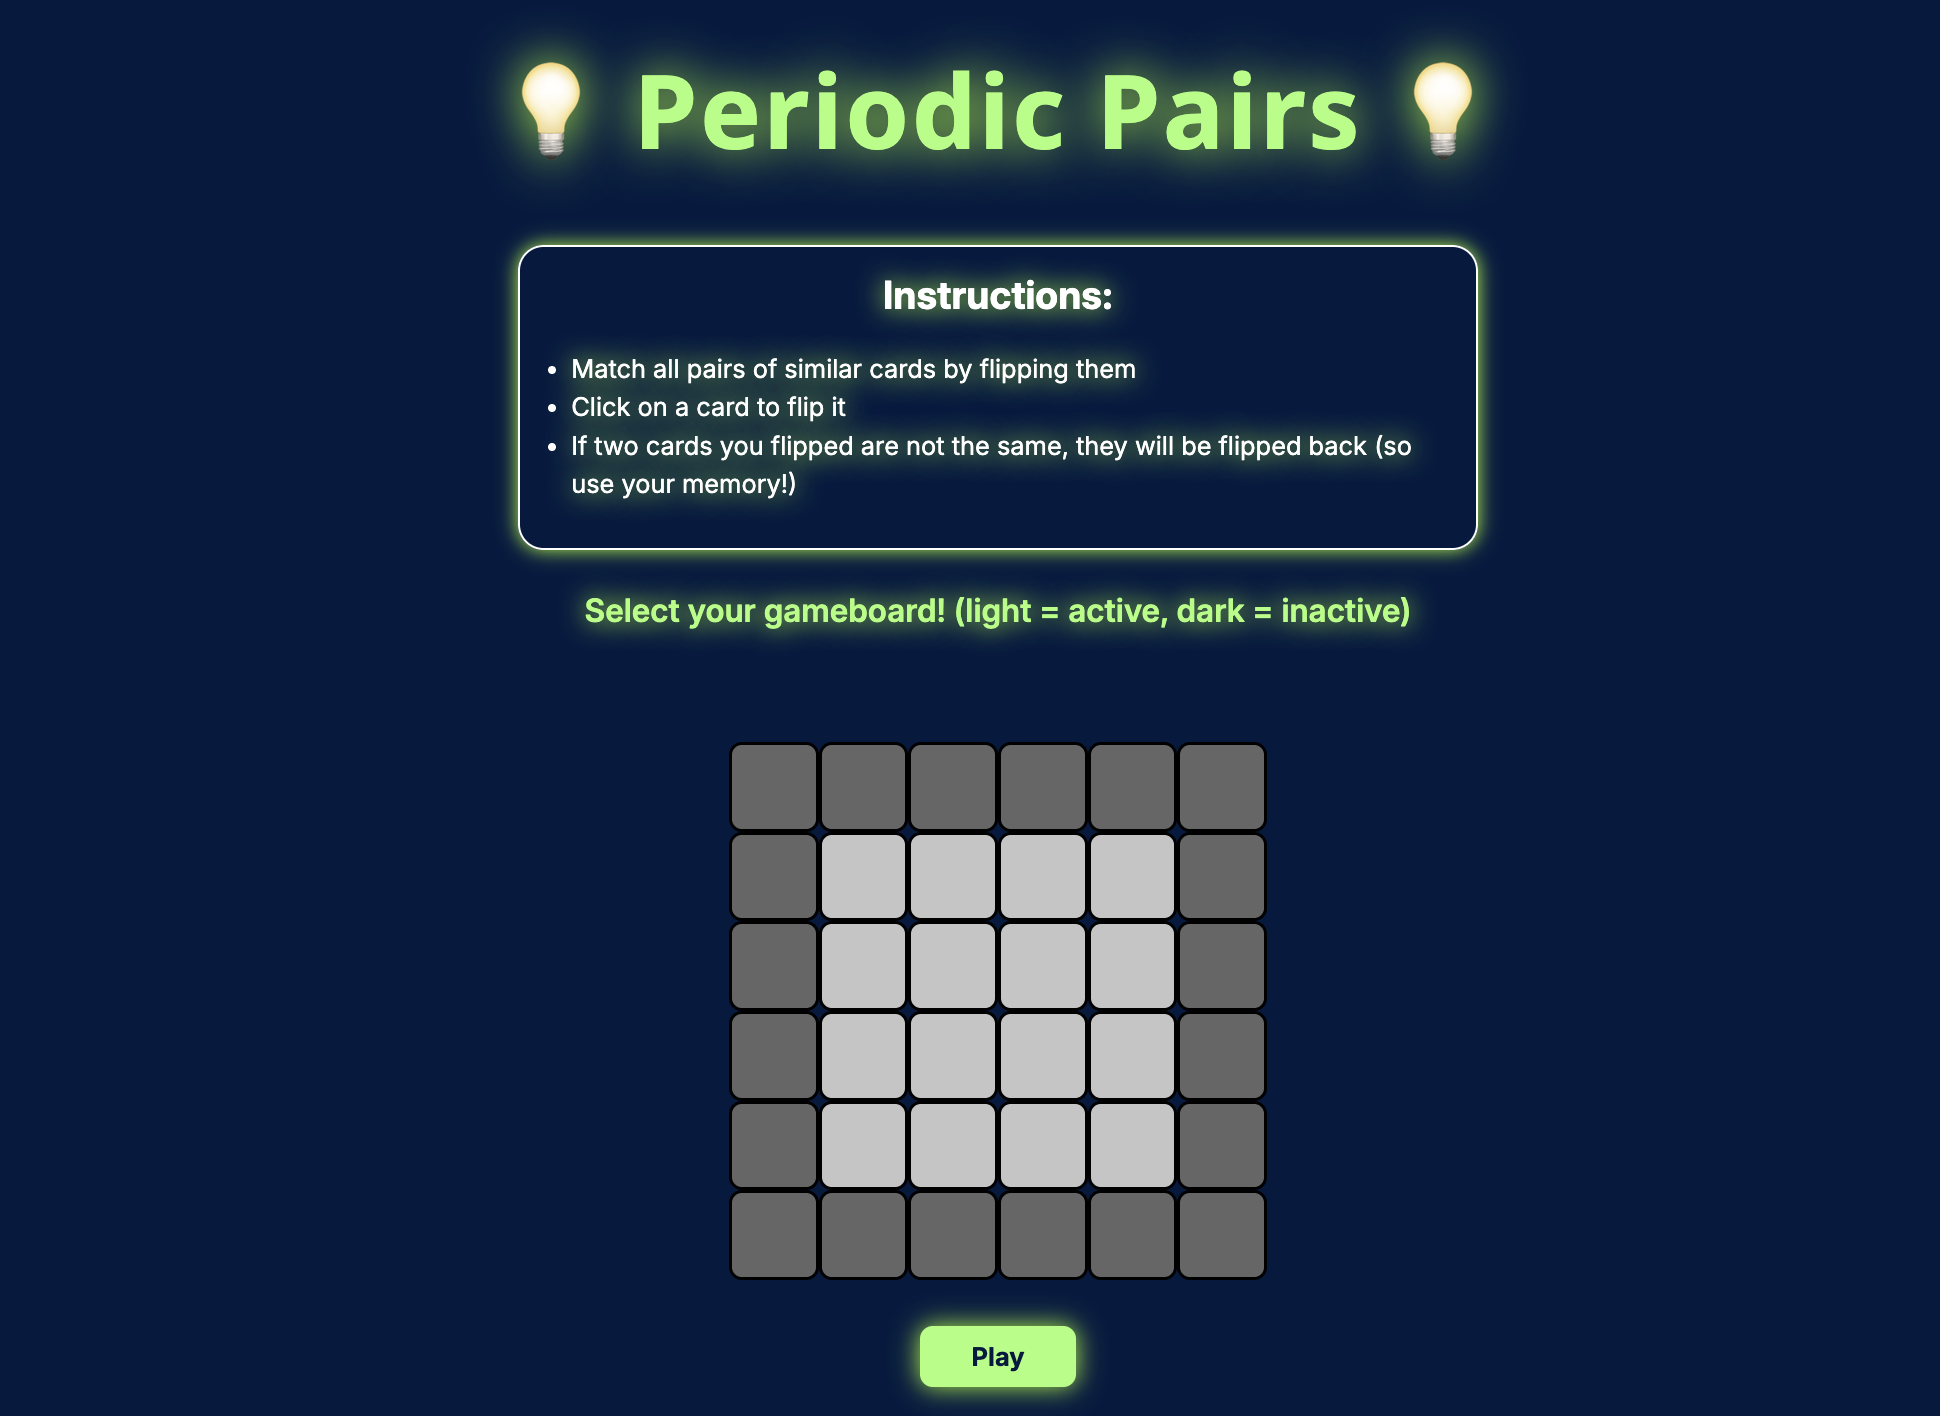 Periodic Pairs
Instructions:
• Match all pairs of similar cards by flipping them
• Click on a card to flip it
• If two cards you flipped are not the same, they will be flipped back (so
use your memory!)
Select your gameboard! (light = active, dark = inactive)
Play